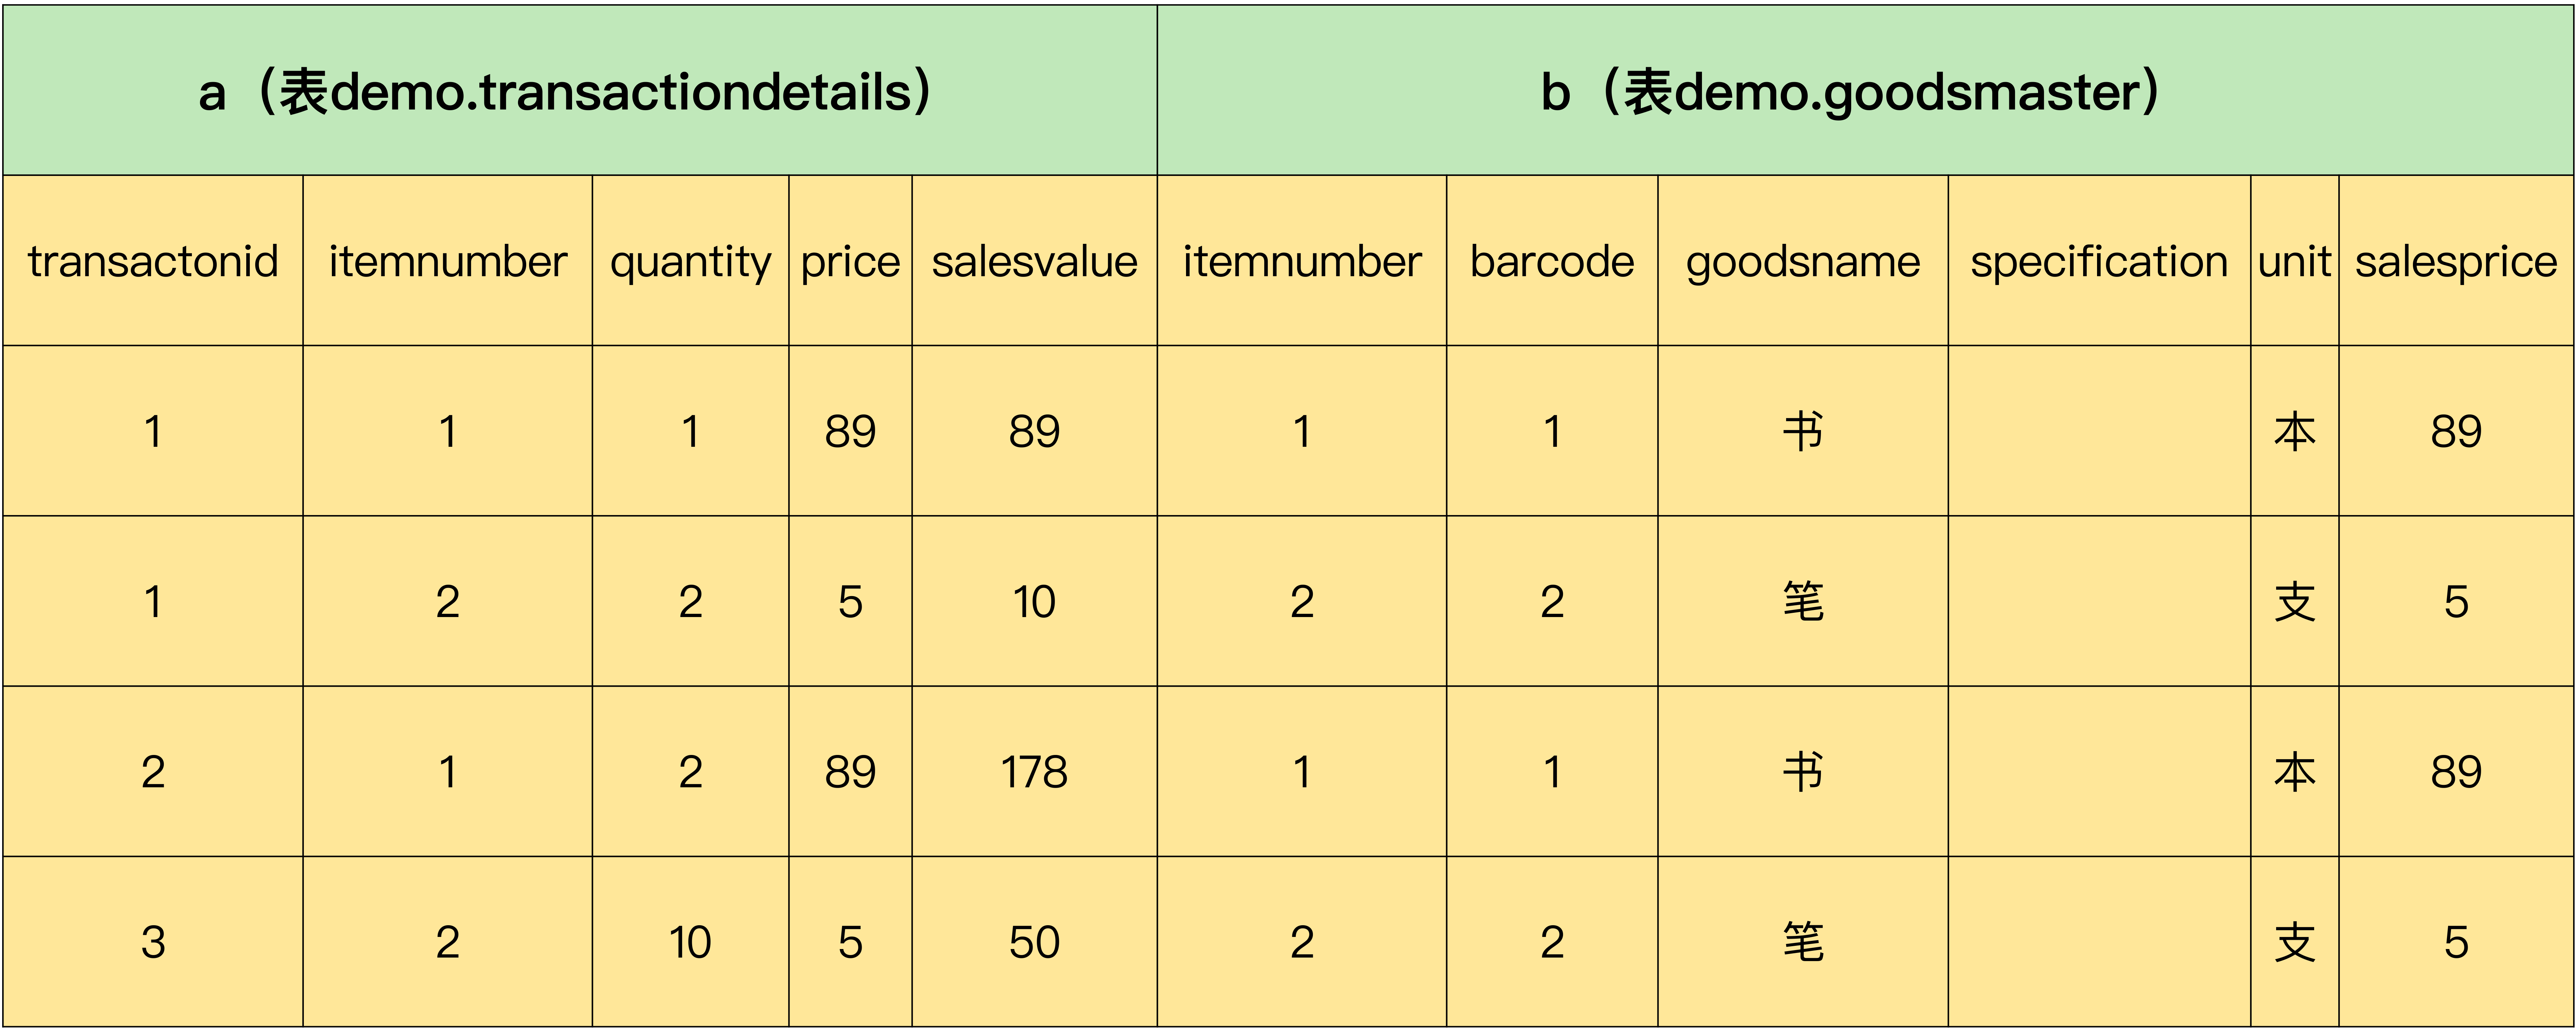 a（表demo.transactiondetails） b（表demo.goodsmaster）
transactonid itemnumber quantity price salesvalue itemnumber barcode goodsname specification unit salesprice
1 1 1 89 89 1 1 书 本 89
1 2 2 5 10 2 2 笔 支 5
2 1 2 89 178 1 1 书 本 89
3 2 10 5 50 2 2 笔 支 5